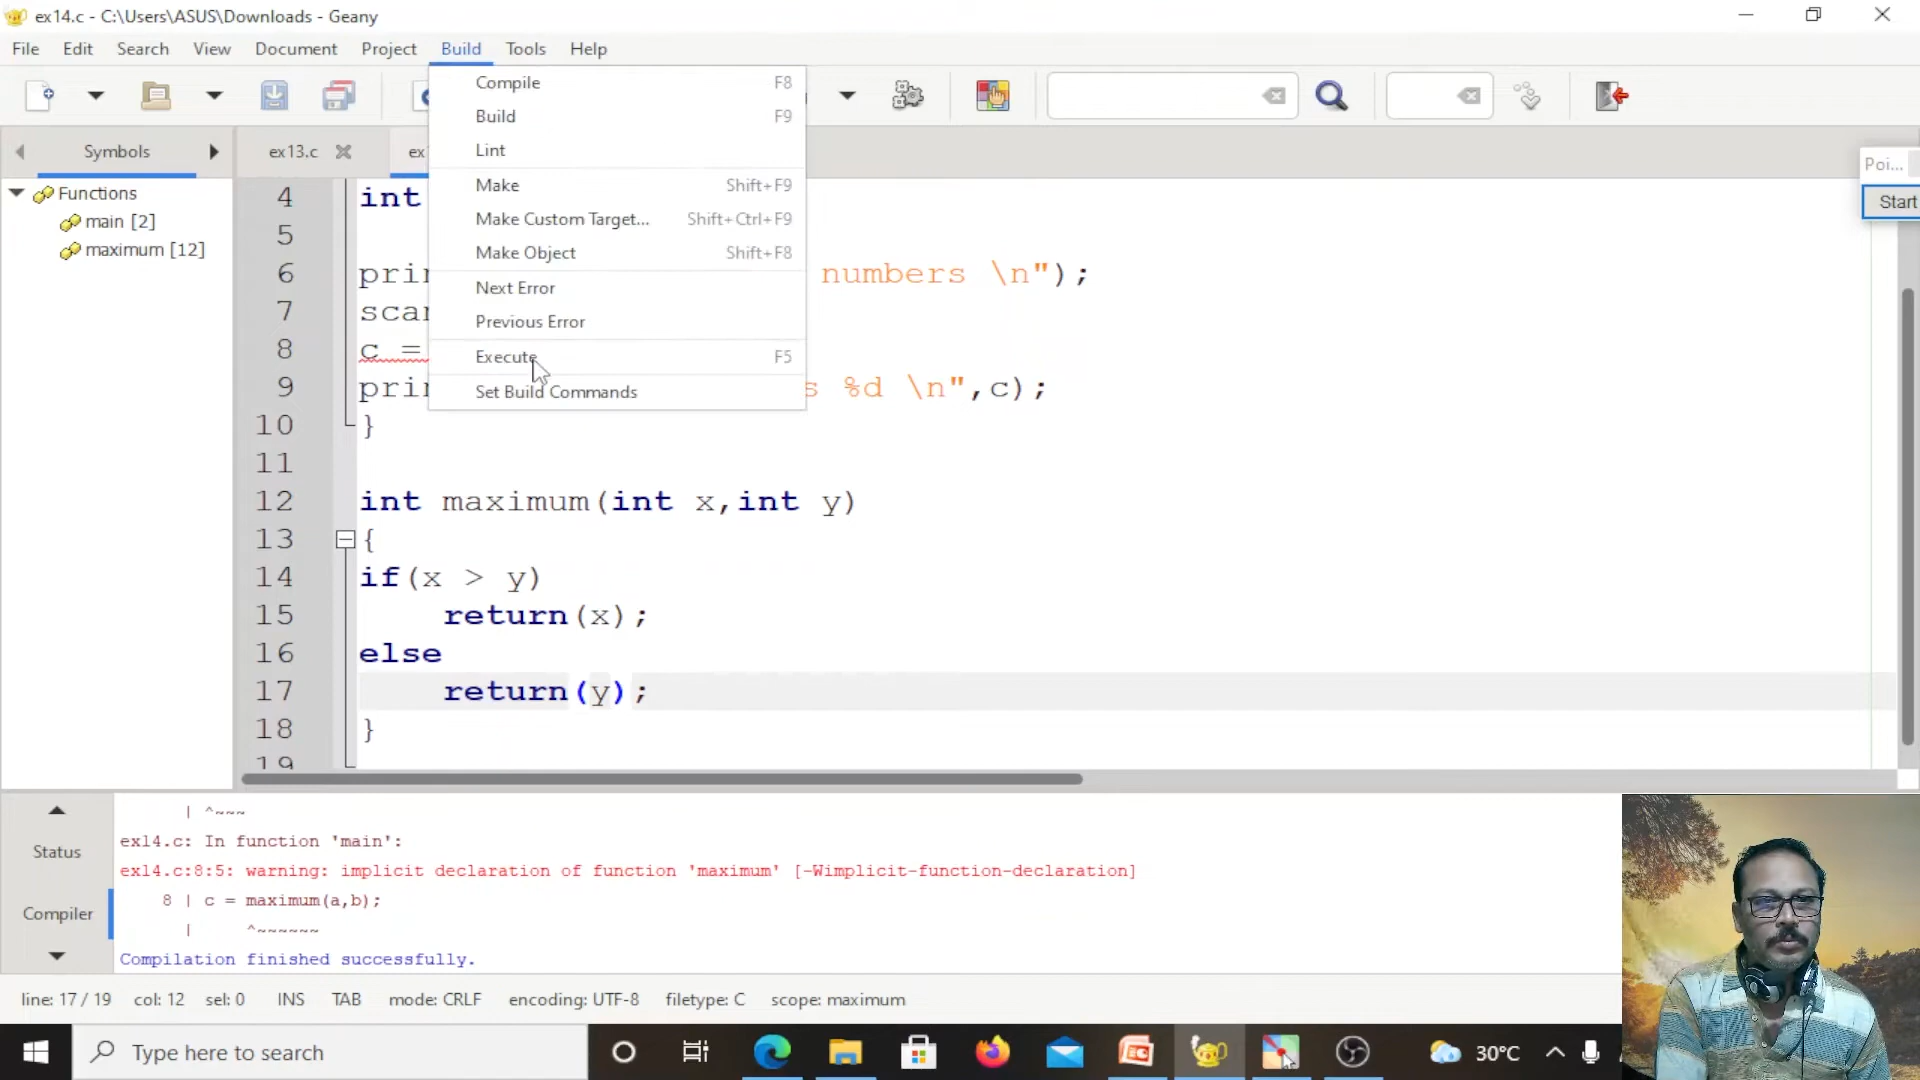 ex14.c - C:\Users\ASUS\Downloads - Geany
File Edit Search View Document Project Build Tools Help
Compile F8
Build F9
Lint
Make Shift+F9
Make Custom Target... Shift+Ctrl+F9
Make Object Shift+F8
Next Error
Previous Error
Execute F5
Set Build Commands
Symbols
Functions
main [2]
maximum [12]
ex13.c
ex
Poi...
Start
4 int
5
6 prin numbers \n");
7 scan
8 c =
9 prin s %d \n",c);
10 }
11
12 int maximum(int x,int y)
13 {
14 if(x > y)
15 return(x);
16 else
17 return(y);
18 }
19
Status
Compiler
| ^~~~
ex14.c: In function 'main':
ex14.c:8:5: warning: implicit declaration of function 'maximum' [-Wimplicit-function-declaration]
8 | c = maximum(a,b);
| ^~~~~~~
Compilation finished successfully.
line: 17 / 19 col: 12 sel: 0 INS TAB mode: CRLF encoding: UTF-8 filetype: C scope: maximum
Type here to search
30°C